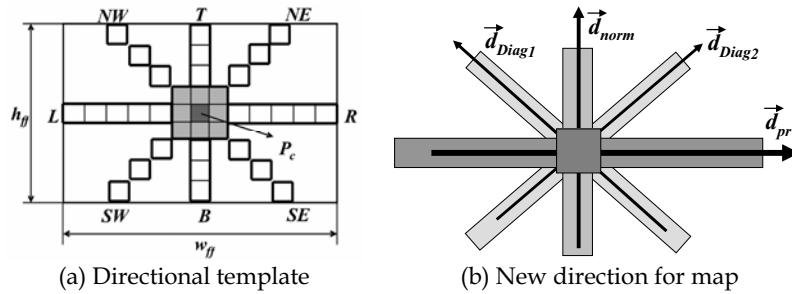 NW T NE
h_ff L R
P_c
SW B SE
w_ff
(a) Directional template
d_Diag1 d_norm d_Diag2
d_pr
(b) New direction for map